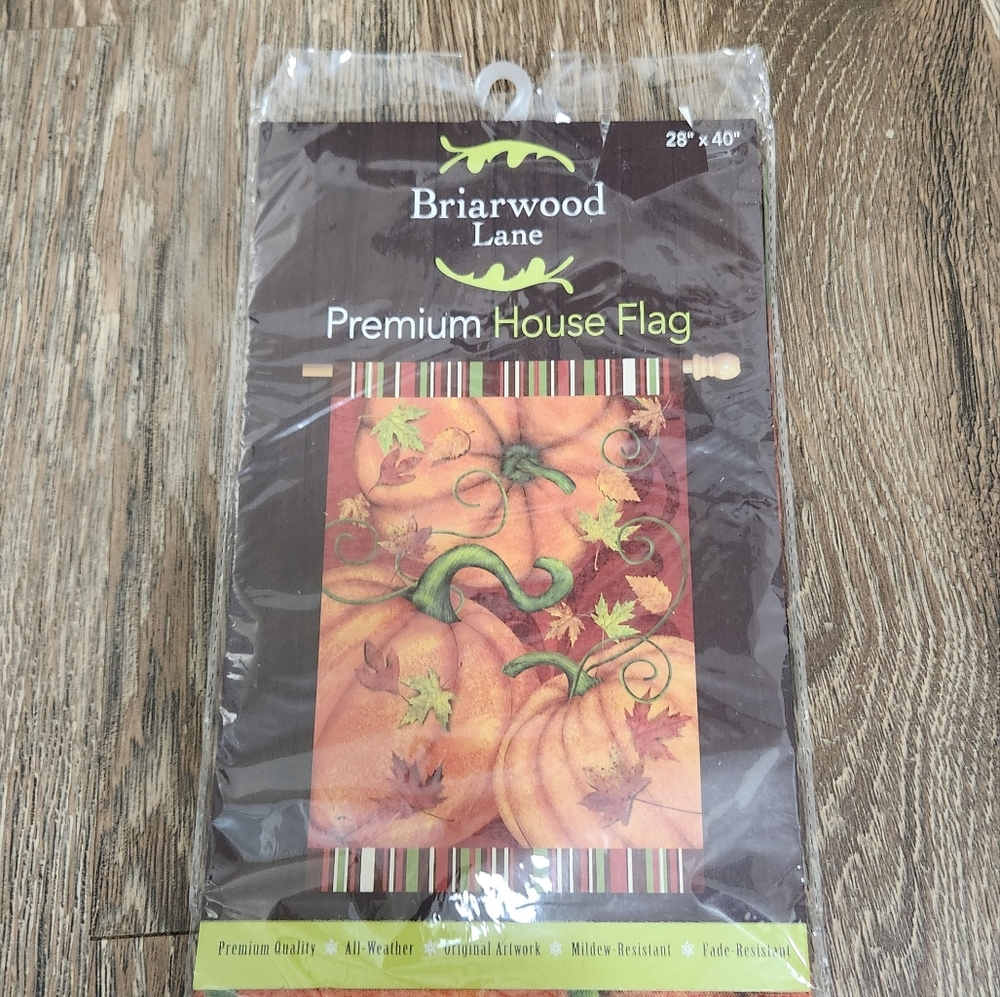 28" x 40"
Briarwood
Lane
Premium House Flag
Premium Quality All-Weather Original Artwork Mildew-Resistant Fade-Resistant